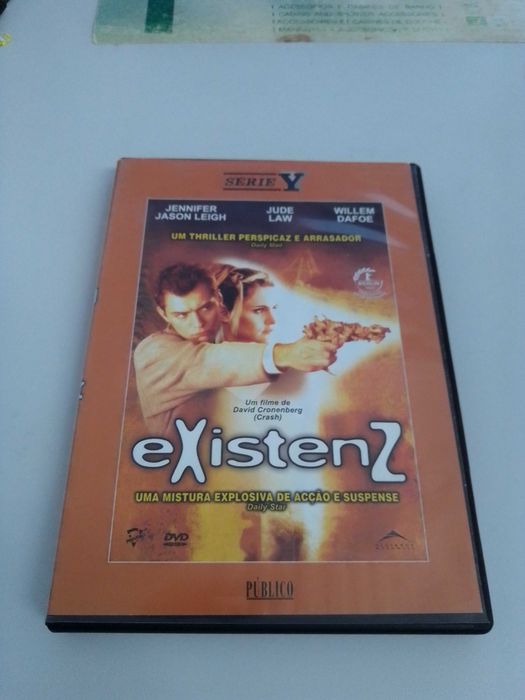 SÉRIE Y
JENNIFER
JASON LEIGH
JUDE
LAW
WILLEM
DAFOE
UM THRILLER PERSPICAZ E ARRASADOR
Daily Mail
BERLIN
Um filme de
David Cronenberg
(Crash)
eXistenZ
UMA MISTURA EXPLOSIVA DE ACÇÃO E SUSPENSE
Daily Star
DVD
PÚBLICO